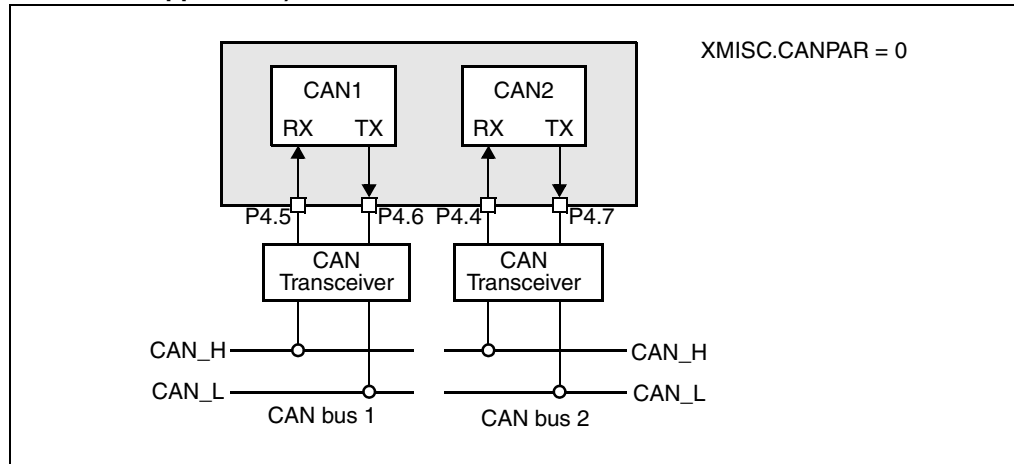 XMISC.CANPAR = 0
CAN1
CAN2
RX TX
RX TX
P4.5
P4.6
P4.4
P4.7
CAN
Transceiver
CAN
Transceiver
CAN_H
CAN_H
CAN_L
CAN_L
CAN bus 1
CAN bus 2